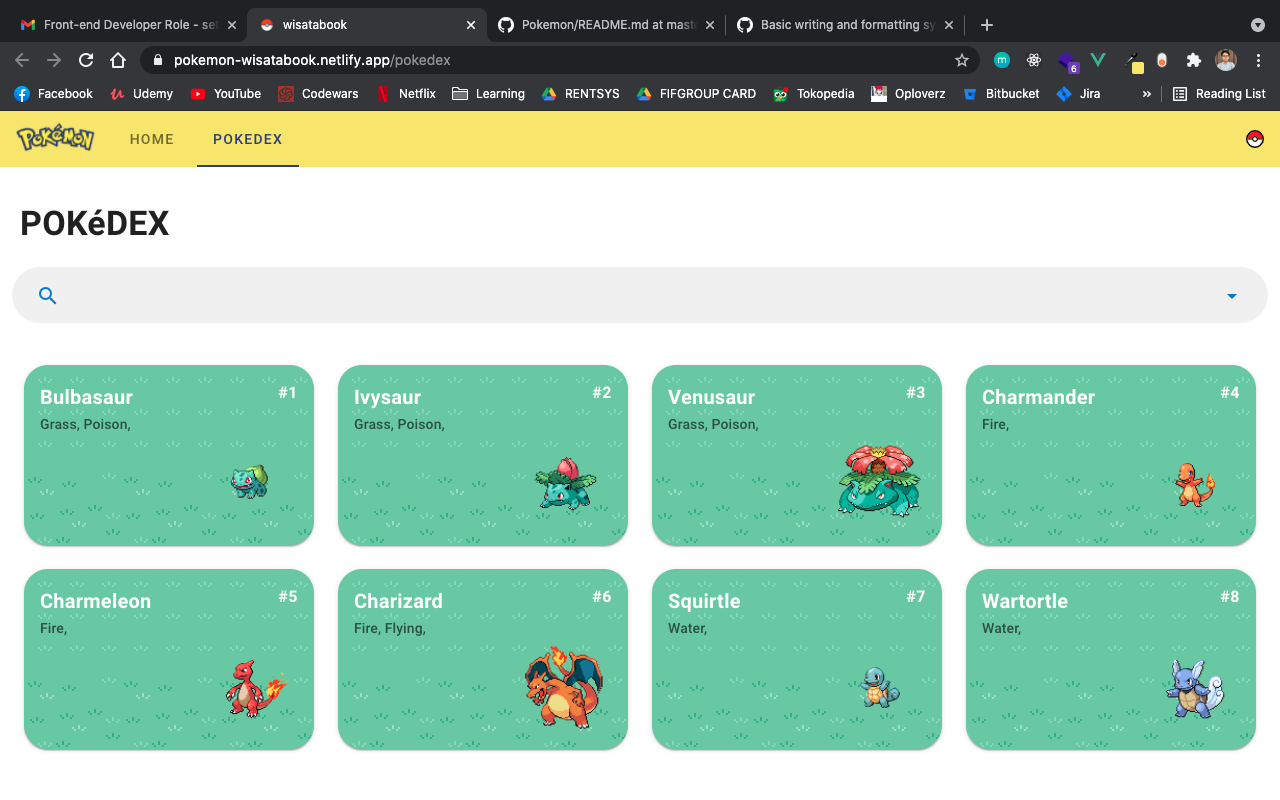 Front-end Developer Role - se
wisatabook
Pokemon/README.md at mast
Basic writing and formatting sy
pokemon-wisatabook.netlify.app/pokedex
m
6
Facebook
Udemy
YouTube
Codewars
Netflix
Learning
RENTSYS
FIFGROUP CARD
Tokopedia
Oploverz
Bitbucket
Jira
»
Reading List
POKéMON
HOME
POKEDEX
POKéDEX
Bulbasaur
#1
Grass, Poison,
Ivysaur
#2
Grass, Poison,
Venusaur
#3
Grass, Poison,
Charmander
#4
Fire,
Charmeleon
#5
Fire,
Charizard
#6
Fire, Flying,
Squirtle
#7
Water,
Wartortle
#8
Water,